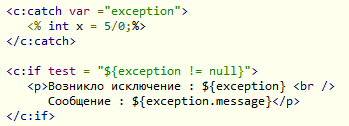 <c:catch var ="exception">
<% int x = 5/0;%>
</c:catch>
<c:if test = "${exception != null}">
<p>Возникло исключение : ${exception} <br />
Сообщение : ${exception.message}</p>
</c:if>